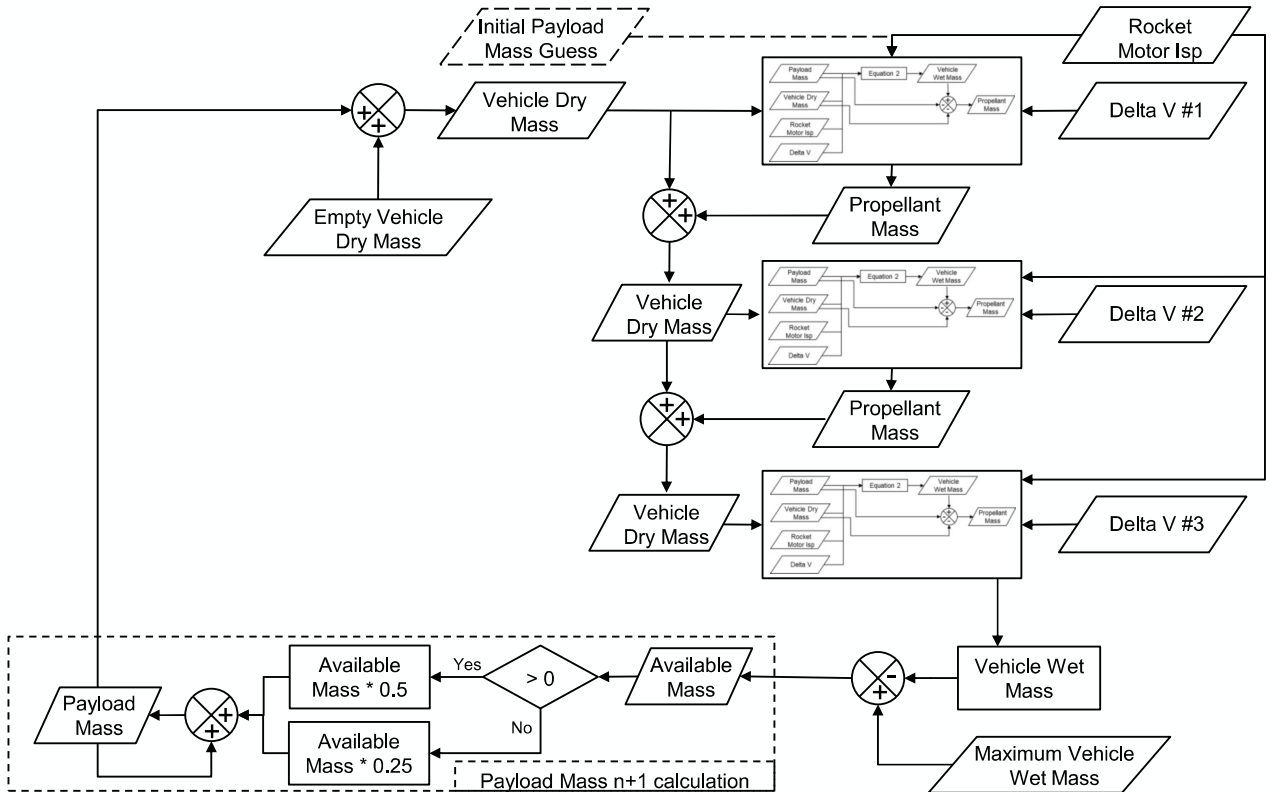 Initial Payload
Mass Guess
Rocket
Motor Isp
Vehicle Dry
Mass
+
+
Payload
Mass
Equation 2
Vehicle
Wet Mass
Vehicle Dry
Mass
+
-
Propellant
Mass
Rocket
Motor Isp
Delta V
Delta V #1
Empty Vehicle
Dry Mass
+
+
Propellant
Mass
Vehicle
Dry Mass
Payload
Mass
Equation 2
Vehicle
Wet Mass
Vehicle Dry
Mass
+
-
Propellant
Mass
Rocket
Motor Isp
Delta V
Delta V #2
+
+
Propellant
Mass
Vehicle
Dry Mass
Payload
Mass
Equation 2
Vehicle
Wet Mass
Vehicle Dry
Mass
+
-
Propellant
Mass
Rocket
Motor Isp
Delta V
Delta V #3
Payload
Mass
+
+
Available
Mass * 0.5
Yes
> 0
No
Available
Mass * 0.25
Available
Mass
-
+
Vehicle Wet
Mass
Maximum Vehicle
Wet Mass
Payload Mass n+1 calculation